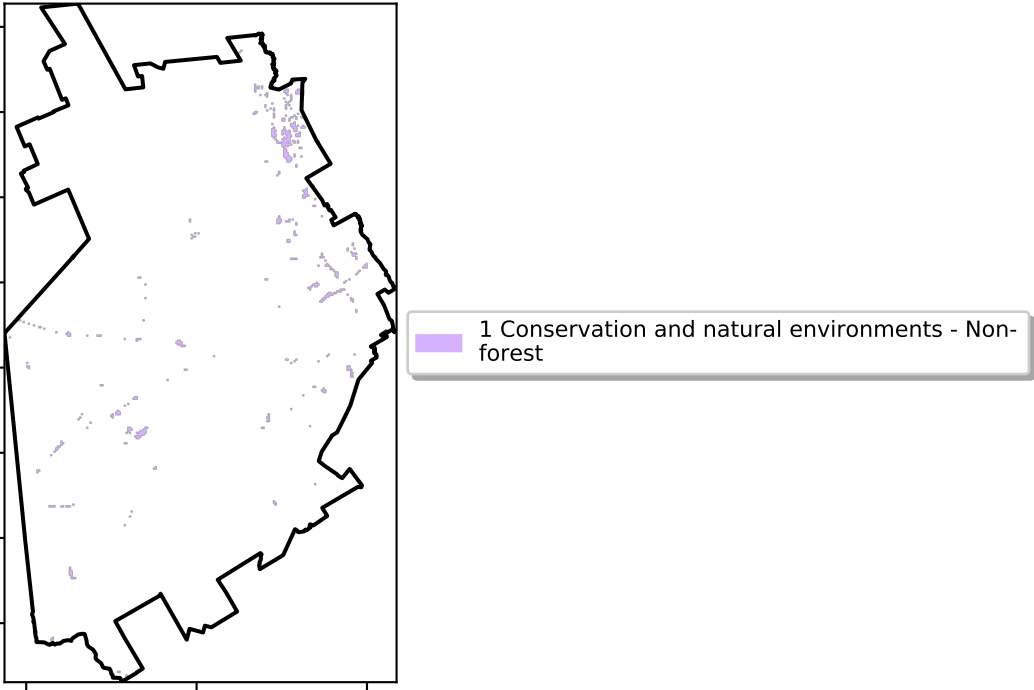 1 Conservation and natural environments - Non-
forest